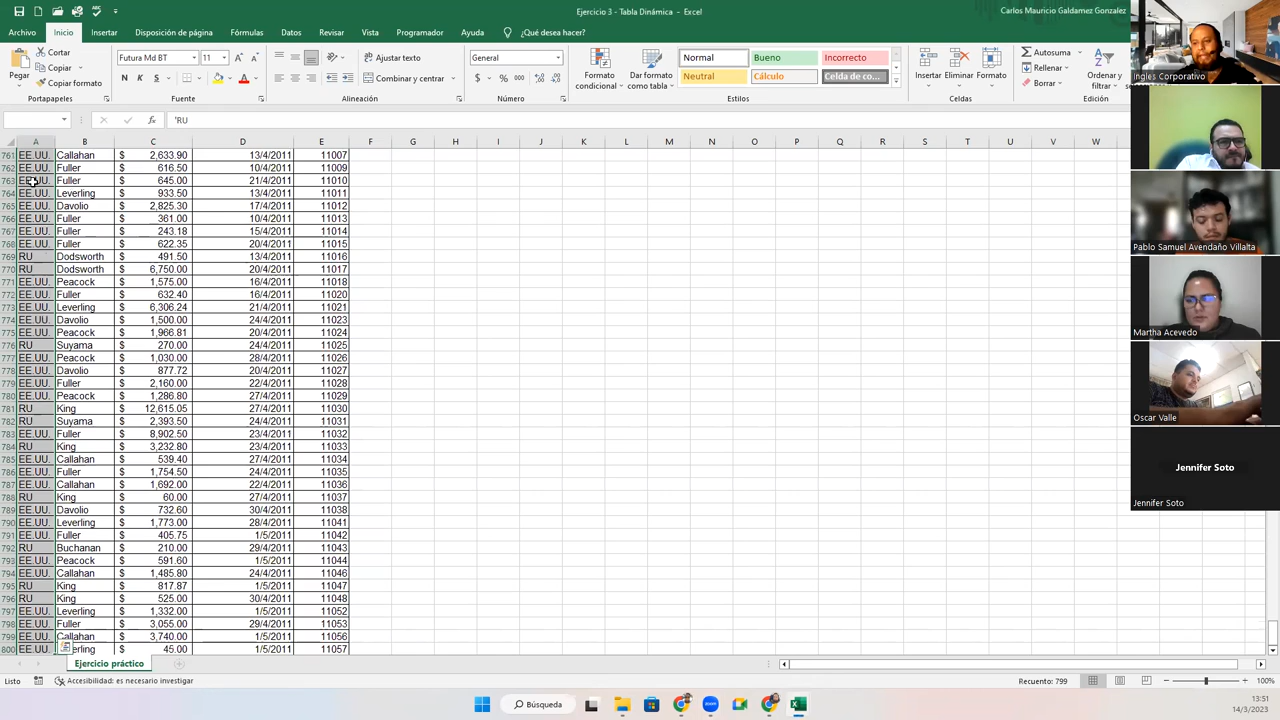 Ejercicio 3 - Tabla Dinámica - Excel
Carlos Mauricio Galdamez Gonzalez
Archivo Inicio Insertar Disposición de página Fórmulas Datos Revisar Vista Programador Ayuda ¿Qué desea hacer?
Pegar
Cortar
Copiar
Copiar formato
Portapapeles
Futura Md BT 11
N K S
Fuente
Ajustar texto
Combinar y centrar
Alineación
General
$ % 000
Número
Formato condicional
Dar formato como tabla
Normal Bueno Incorrecto
Neutral Cálculo Celda de co...
Estilos
Insertar Eliminar Formato
Celdas
Autosuma
Rellenar
Borrar
Ordenar y filtrar
Edición
fx 'RU
A B C D E F G H I J K L M N O P Q R S T U V W
761 EE.UU. Callahan $ 2,633.90 13/4/2011 11007
762 EE.UU. Fuller $ 616.50 10/4/2011 11009
763 EE.UU. Fuller $ 645.00 21/4/2011 11010
764 EE.UU. Leverling $ 933.50 13/4/2011 11011
765 EE.UU. Davolio $ 2,825.30 17/4/2011 11012
766 EE.UU. Fuller $ 361.00 10/4/2011 11013
767 EE.UU. Fuller $ 243.18 15/4/2011 11014
768 EE.UU. Fuller $ 622.35 20/4/2011 11015
769 RU Dodsworth $ 491.50 13/4/2011 11016
770 RU Dodsworth $ 6,750.00 20/4/2011 11017
771 EE.UU. Peacock $ 1,575.00 16/4/2011 11018
772 EE.UU. Fuller $ 632.40 16/4/2011 11020
773 EE.UU. Leverling $ 6,306.24 21/4/2011 11021
774 EE.UU. Davolio $ 1,500.00 24/4/2011 11023
775 EE.UU. Peacock $ 1,966.81 20/4/2011 11024
776 RU Suyama $ 270.00 24/4/2011 11025
777 EE.UU. Peacock $ 1,030.00 28/4/2011 11026
778 EE.UU. Davolio $ 877.72 20/4/2011 11027
779 EE.UU. Fuller $ 2,160.00 22/4/2011 11028
780 EE.UU. Peacock $ 1,286.80 27/4/2011 11029
781 RU King $ 12,615.05 27/4/2011 11030
782 RU Suyama $ 2,393.50 24/4/2011 11031
783 EE.UU. Fuller $ 8,902.50 23/4/2011 11032
784 RU King $ 3,232.80 23/4/2011 11033
785 EE.UU. Callahan $ 539.40 27/4/2011 11034
786 EE.UU. Fuller $ 1,754.50 24/4/2011 11035
787 EE.UU. Callahan $ 1,692.00 22/4/2011 11036
788 RU King $ 60.00 27/4/2011 11037
789 EE.UU. Davolio $ 732.60 30/4/2011 11038
790 EE.UU. Leverling $ 1,773.00 28/4/2011 11041
791 EE.UU. Fuller $ 405.75 1/5/2011 11042
792 RU Buchanan $ 210.00 29/4/2011 11043
793 EE.UU. Peacock $ 591.60 1/5/2011 11044
794 EE.UU. Callahan $ 1,485.80 24/4/2011 11046
795 RU King $ 817.87 1/5/2011 11047
796 RU King $ 525.00 30/4/2011 11048
797 EE.UU. Leverling $ 1,332.00 1/5/2011 11052
798 EE.UU. Fuller $ 3,055.00 29/4/2011 11053
799 EE.UU. Callahan $ 3,740.00 1/5/2011 11056
800 EE.UU. erling $ 45.00 1/5/2011 11057
Ejercicio práctico
Listo Accesibilidad: es necesario investigar Recuento: 799 100%
Búsqueda
zoom
13:51
14/3/2023
Ingles Corporativo
Pablo Samuel Avendaño Villalta
Martha Acevedo
Oscar Valle
Jennifer Soto
Jennifer Soto